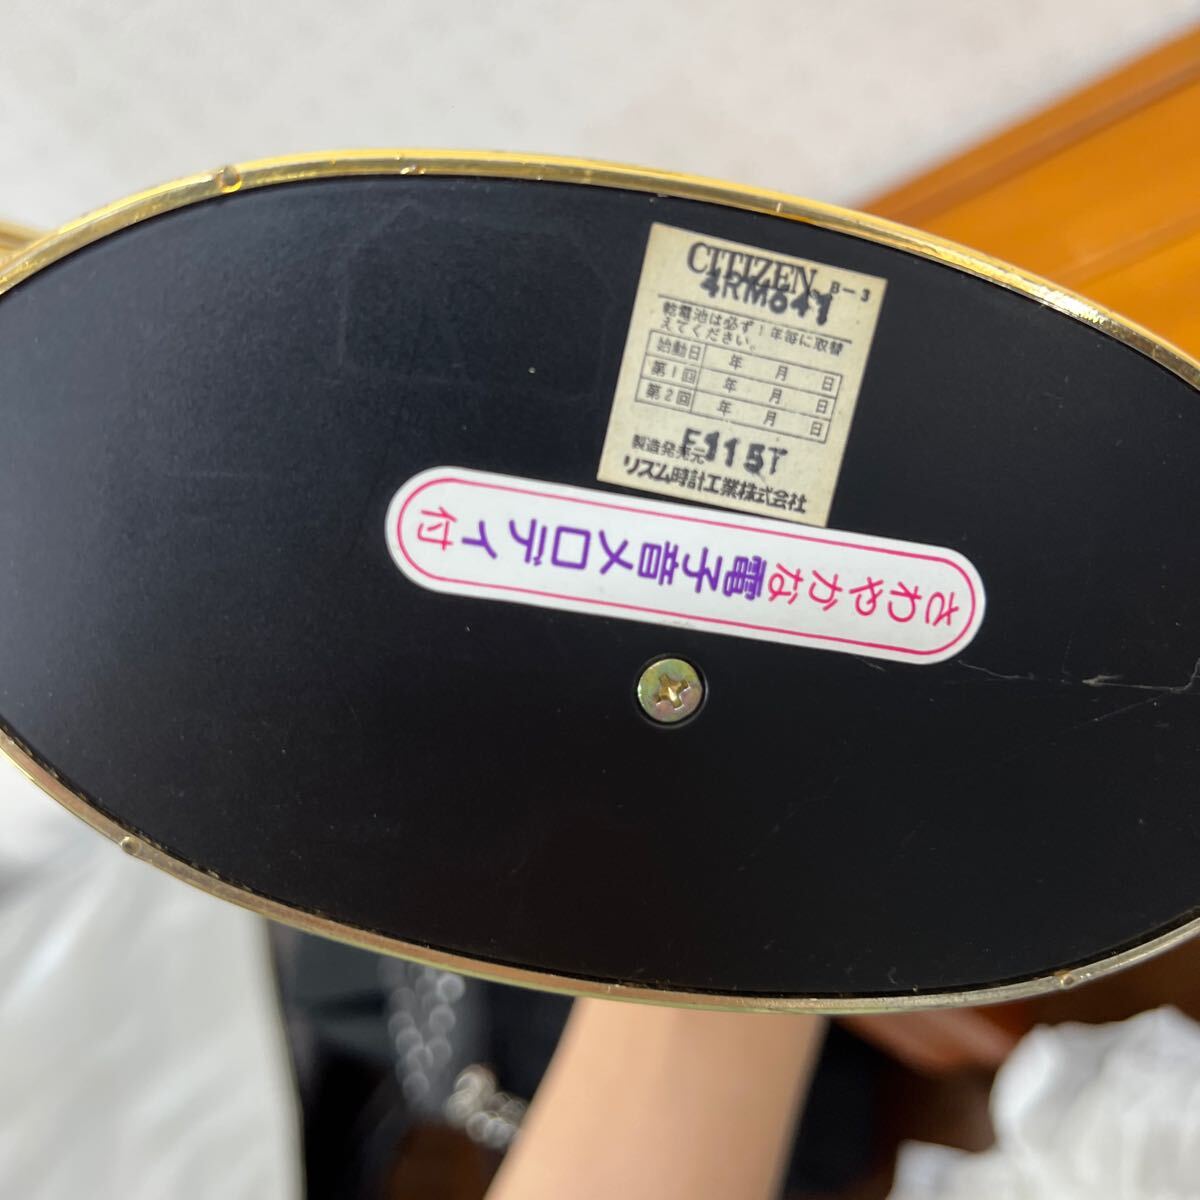 CITIZEN B-3
4RM641
乾電池は必ず1年毎に取替
えてください。
始動日 年 月 日
第1回 年 月 日
第2回 年 月 日
製造発売元 F115T
リズム時計工業株式会社
さわやかな電子音メロディ付